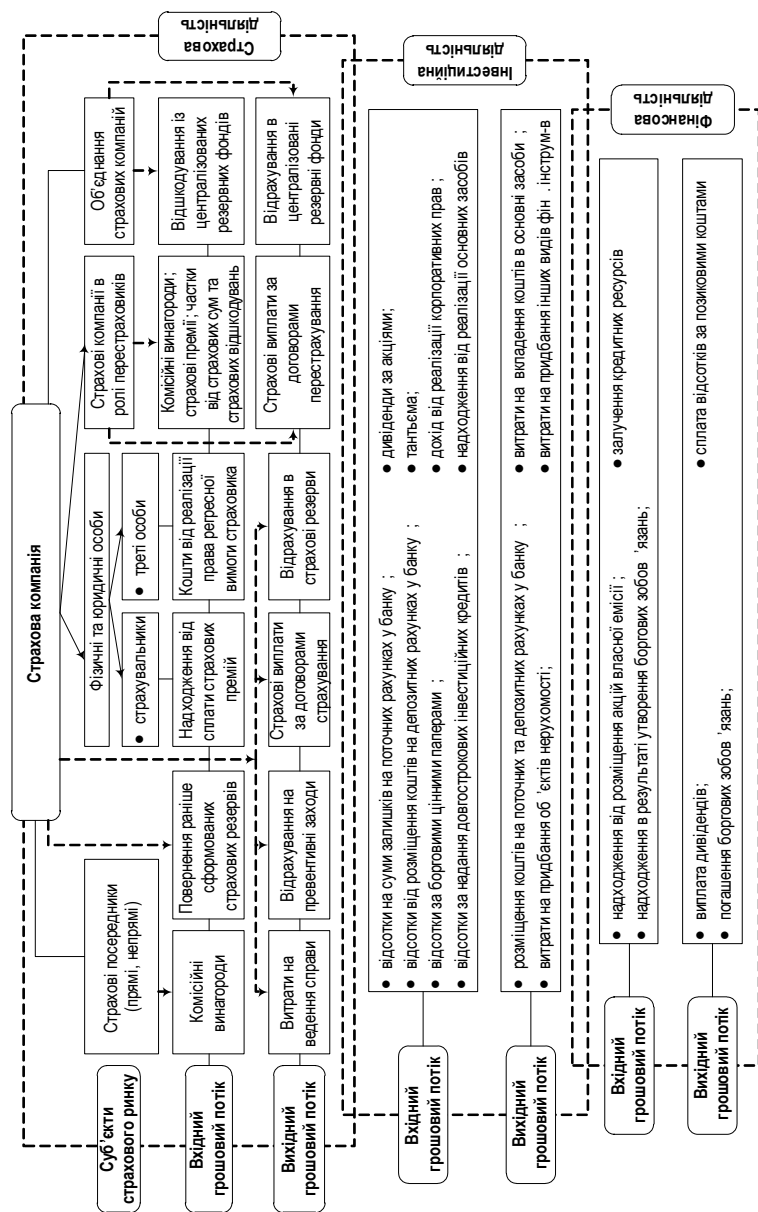 Страхова компанія
Страхова
діяльність
Суб’єкти
страхового ринку
Страхові посередники
(прямі, непрямі)
Фізичні та юридичні особи
● страхувальники
● треті особи
Страхові компанії в
ролі перестраховиків
Об’єднання
страхових компаній
Вхідний
грошовий потік
Комісійні
винагороди
Повернення раніше
сформованих
страхових резервів
Надходження від
сплати страхових
премій
Кошти від реалізації
права регресної
вимоги страховика
Комісійні винагороди;
страхові премії; частки
від страхових сум та
страхових відшкодувань
Відшкодування із
централізованих
резервних фондів
Вихідний
грошовий потік
Витрати на
ведення справи
Відрахування на
превентивні заходи
Страхові виплати
за договорами
страхування
Відрахування в
страхові резерви
Страхові виплати за
договорами
перестрахування
Відрахування в
централізовані
резервні фонди
Інвестиційна
діяльність
Вхідний
грошовий потік
● відсотки на суми залишків на поточних рахунках у банку ;
● відсотки від розміщення коштів на депозитних рахунках у банку ;
● відсотки за борговими цінними паперами ;
● відсотки за надання довгострокових інвестиційних кредитів ;
● дивіденди за акціями;
● тантьєма;
● дохід від реалізації корпоративних прав ;
● надходження від реалізації основних засобів
Вихідний
грошовий потік
● розміщення коштів на поточних та депозитних рахунках у банку ;
● витрати на придбання об ’єктів нерухомості;
● витрати на вкладення коштів в основні засоби ;
● витрати на придбання інших видів фін .інструм-в
Фінансова
діяльність
Вхідний
грошовий потік
● надходження від розміщення акцій власної емісії ;
● надходження в результаті утворення боргових зобов ’язань;
● залучення кредитних ресурсів
Вихідний
грошовий потік
● виплата дивідендів;
● погашення боргових зобов ’язань;
● сплата відсотків за позиковими коштами